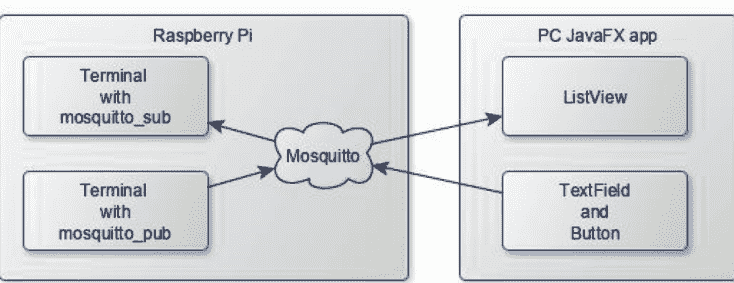 Raspberry Pi
Terminal
with
mosquitto_sub
Mosquitto
Terminal
with
mosquitto_pub
PC JavaFX app
ListView
TextField
and
Button